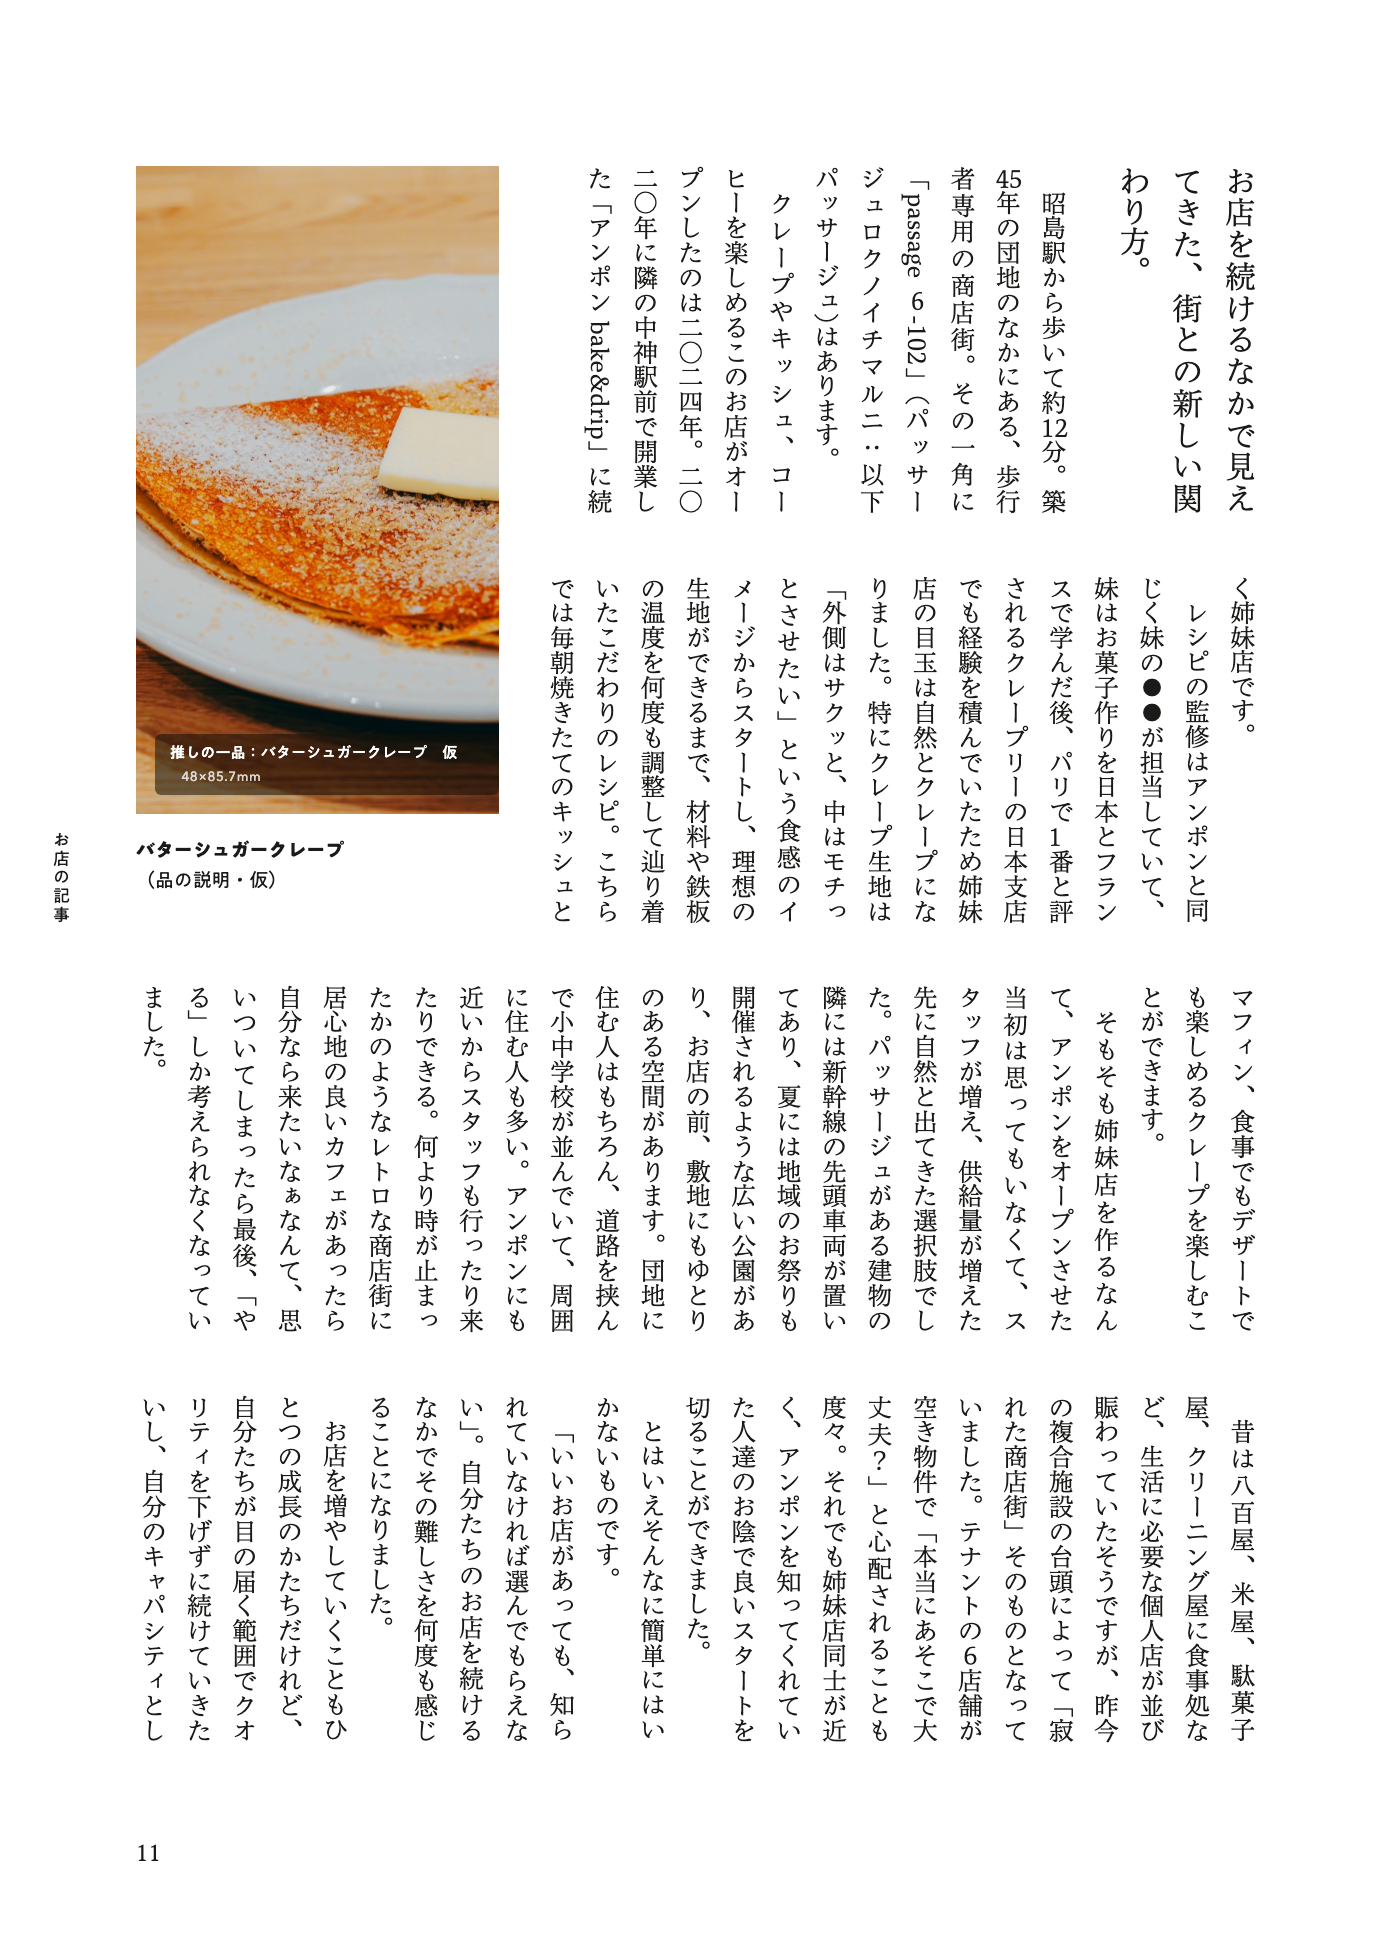 お店を続けるなかで見え
てきた、街との新しい関
わり方。
昭島駅から歩いて約12分。築
45年の団地のなかにある、歩行
者専用の商店街。その一角に
「passage 6-102」（パッサー
ジュロクノイチマルニ：以下
パッサージュ）はあります。
クレープやキッシュ、コー
ヒーを楽しめるこのお店がオー
プンしたのは二〇二四年。二〇
二〇年に隣の中神駅前で開業し
た「アンポン bake&drip」に続
く姉妹店です。
レシピの監修はアンポンと同
じく妹の●●が担当していて、
妹はお菓子作りを日本とフラン
スで学んだ後、パリで1番と評
されるクレープリーの日本支店
でも経験を積んでいたため姉妹
店の目玉は自然とクレープにな
りました。特にクレープ生地は
「外側はサクッと、中はモチっ
とさせたい」という食感のイ
メージからスタートし、理想の
生地ができるまで、材料や鉄板
の温度を何度も調整して辿り着
いたこだわりのレシピ。こちら
では毎朝焼きたてのキッシュと
マフィン、食事でもデザートで
も楽しめるクレープを楽しむこ
とができます。
そもそも姉妹店を作るなん
て、アンポンをオープンさせた
当初は思ってもいなくて、ス
タッフが増え、供給量が増えた
先に自然と出てきた選択肢でし
た。パッサージュがある建物の
隣には新幹線の先頭車両が置い
てあり、夏には地域のお祭りも
開催されるような広い公園があ
り、お店の前、敷地にもゆとり
のある空間があります。団地に
住む人はもちろん、道路を挟ん
で小中学校が並んでいて、周囲
に住む人も多い。アンポンにも
近いからスタッフも行ったり来
たりできる。何より時が止まっ
たかのようなレトロな商店街に
居心地の良いカフェがあったら
自分なら来たいなぁなんて、思
いついてしまったら最後、「や
る」しか考えられなくなってい
ました。
昔は八百屋、米屋、駄菓子
屋、クリーニング屋に食事処な
ど、生活に必要な個人店が並び
賑わっていたそうですが、昨今
の複合施設の台頭によって「寂
れた商店街」そのものとなって
いました。テナントの6店舗が
空き物件で「本当にあそこで大
丈夫？」と心配されることも
度々。それでも姉妹店同士が近
く、アンポンを知ってくれてい
た人達のお陰で良いスタートを
切ることができました。
とはいえそんなに簡単にはい
かないものです。
「いいお店があっても、知ら
れていなければ選んでもらえな
い」。自分たちのお店を続ける
なかでその難しさを何度も感じ
ることになりました。
お店を増やしていくこともひ
とつの成長のかたちだけれど、
自分たちが目の届く範囲でクオ
リティを下げずに続けていきた
いし、自分のキャパシティとし
推しの一品：バターシュガークレープ　仮
48×85.7mm
バターシュガークレープ
（品の説明・仮）
お店の記事
11